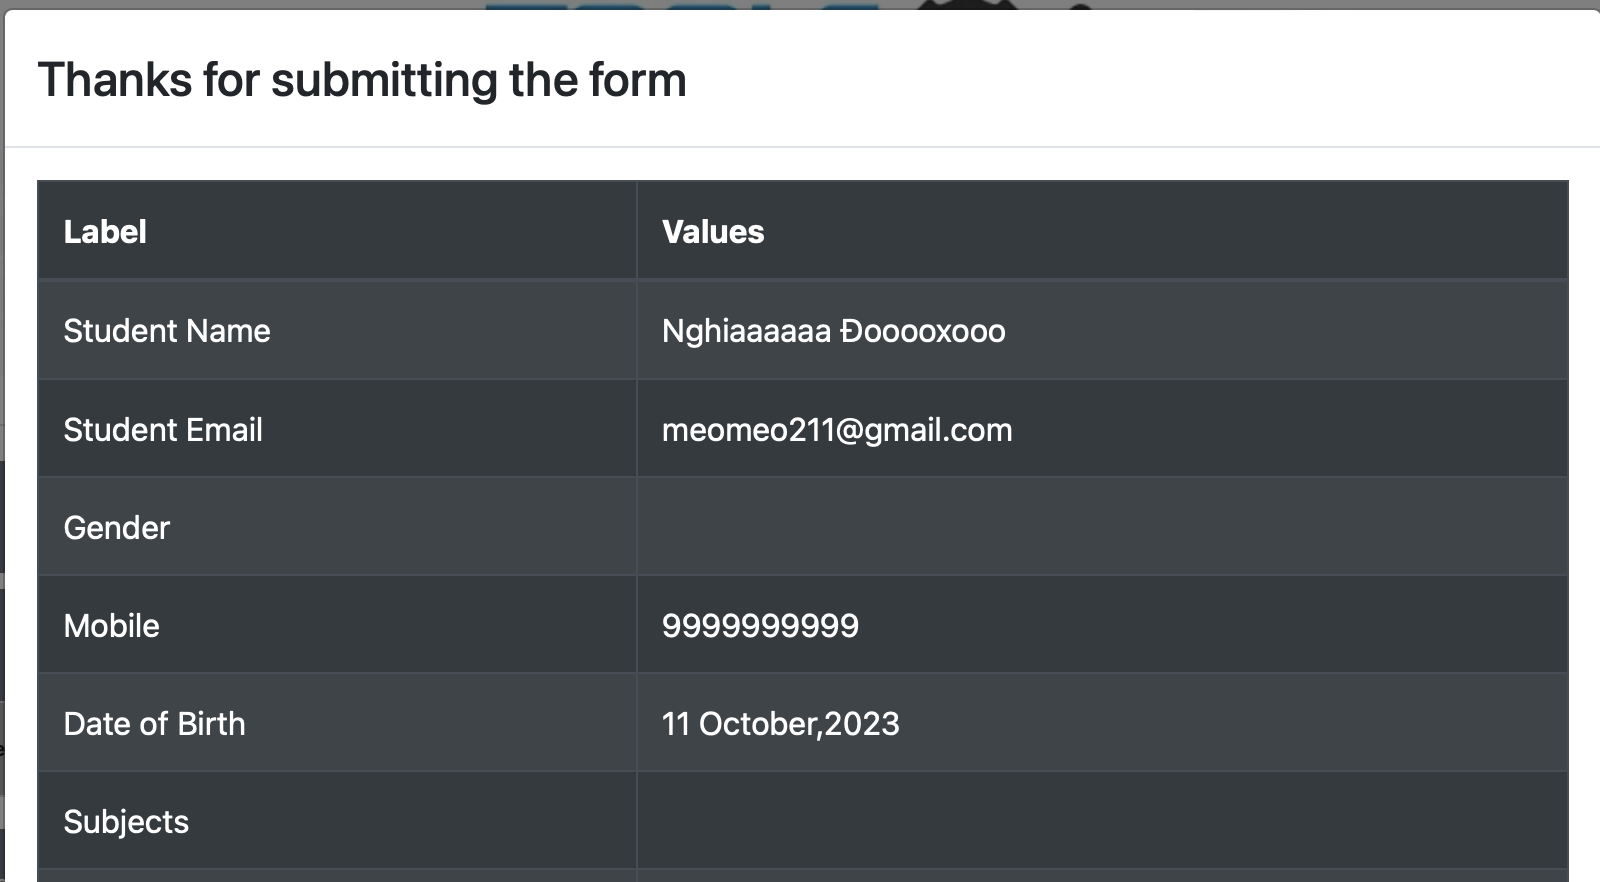 Thanks for submitting the form
Label Values
Student Name Nghiaaaaaa Đooooxooo
Student Email meomeo211@gmail.com
Gender
Mobile 9999999999
Date of Birth 11 October,2023
Subjects